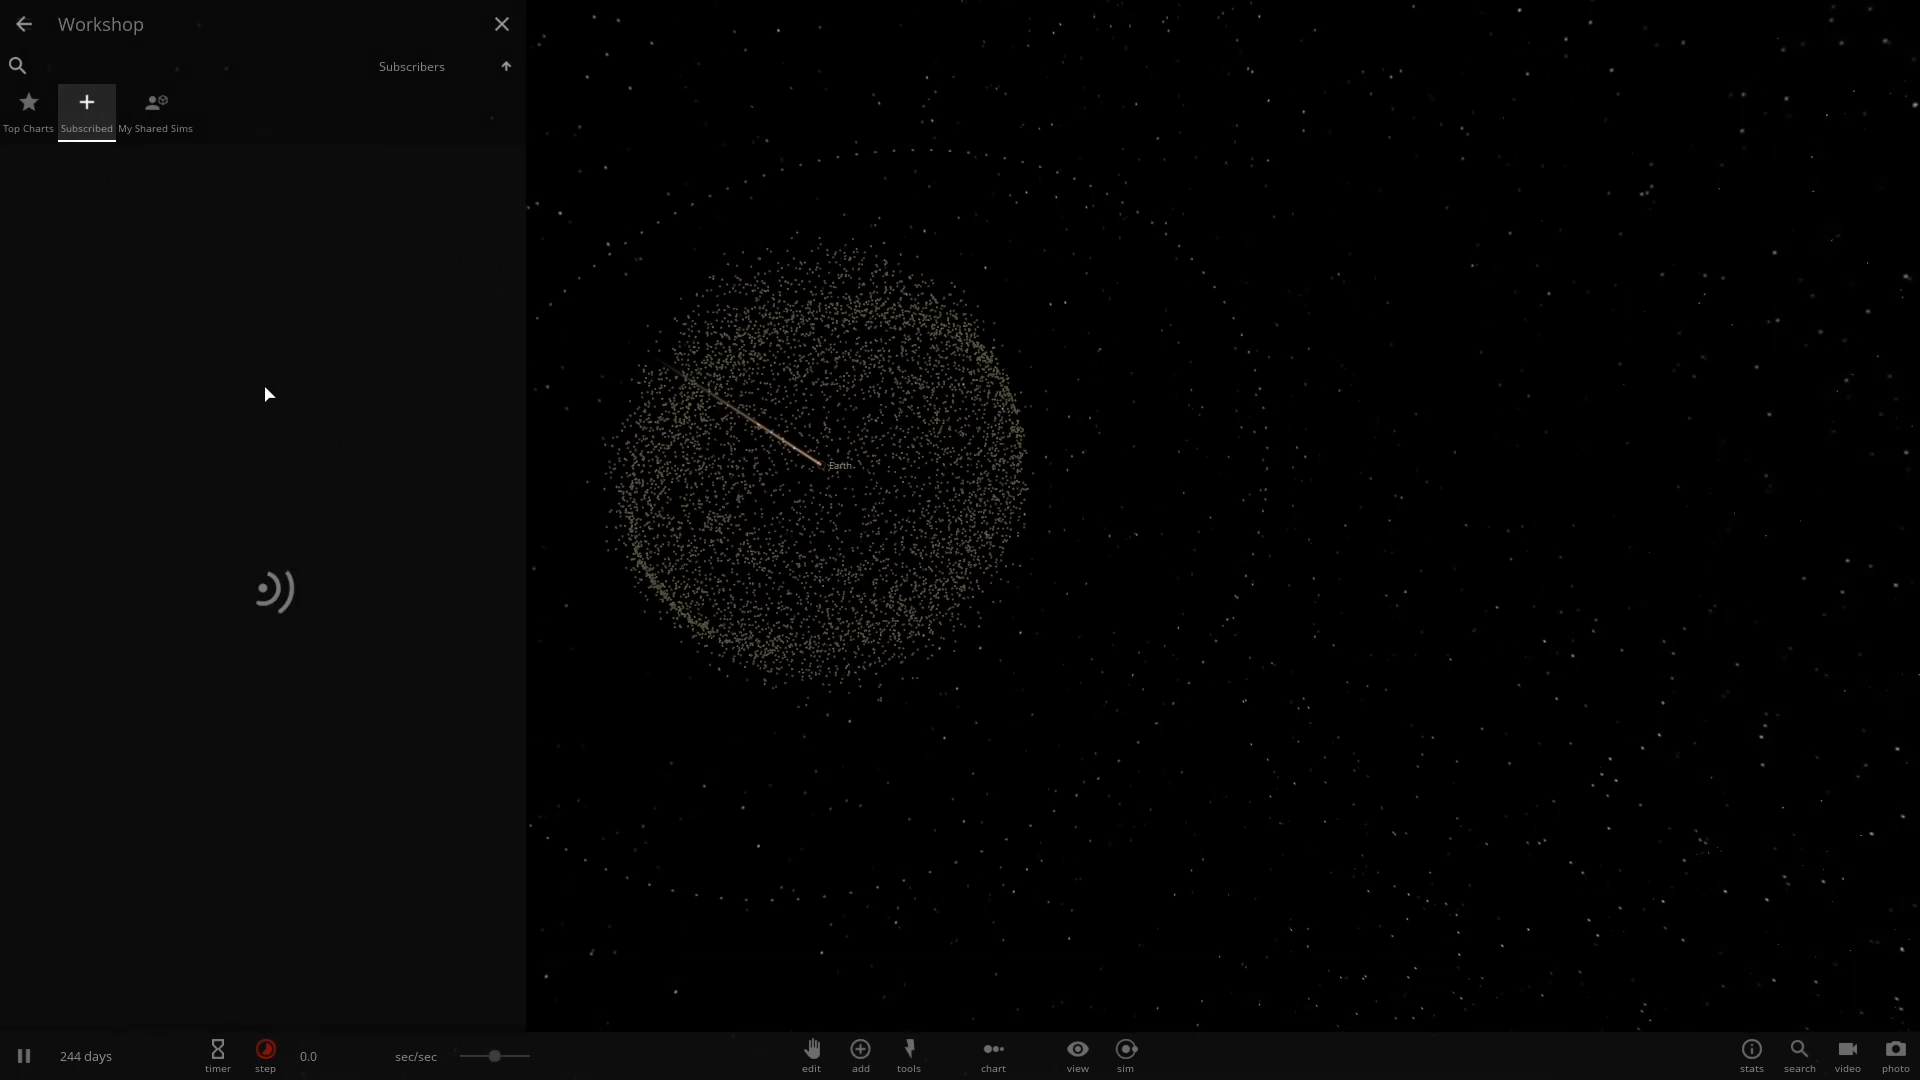 Workshop
Subscribers
Top Charts
Subscribed
My Shared Sims
Earth
244 days
timer
step
0.0
sec/sec
edit
add
tools
chart
view
sim
stats
search
video
photo